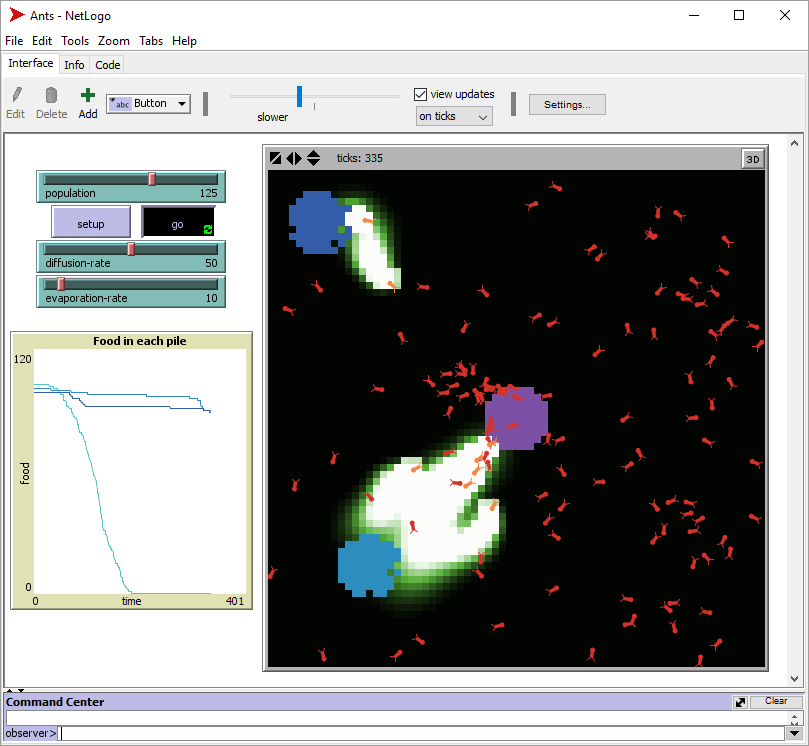 Ants - NetLogo
File Edit Tools Zoom Tabs Help
Interface Info Code
Edit Delete Add abc Button slower view updates on ticks Settings...
ticks: 335 3D
population 125
setup go
diffusion-rate 50
evaporation-rate 10
Food in each pile
120
food
0
0 time 401
Command Center Clear
observer>